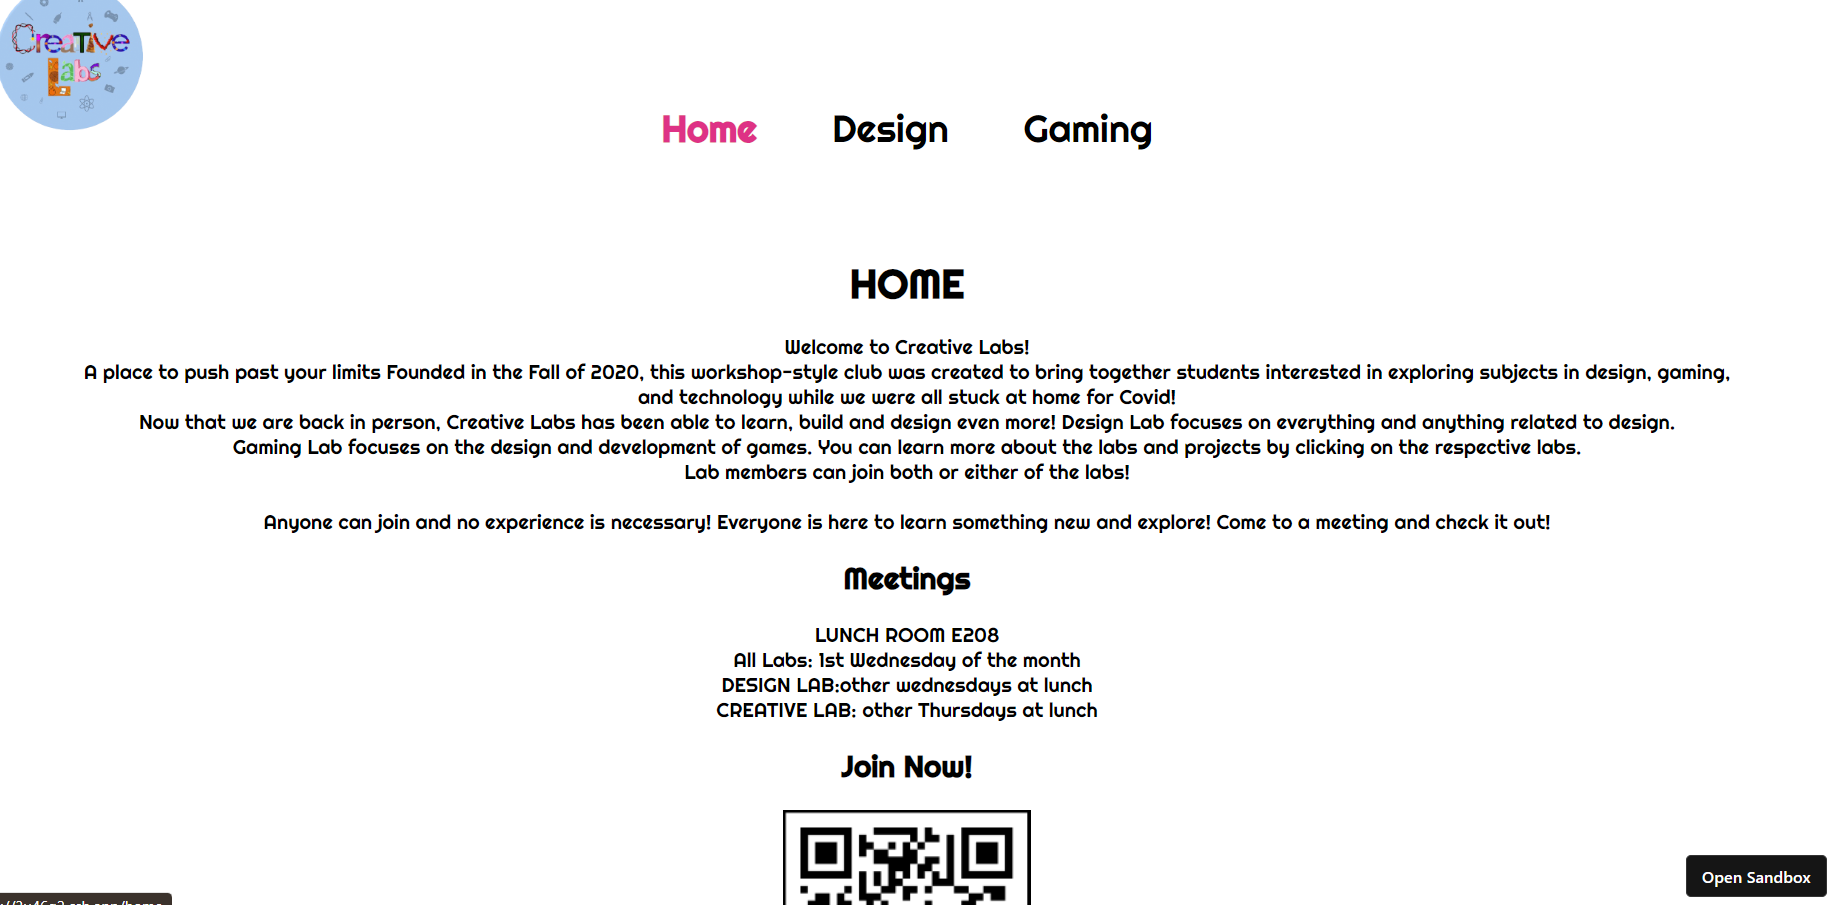 Creative
Labs
Home Design Gaming
HOME
Welcome to Creative Labs!
A place to push past your limits Founded in the Fall of 2020, this workshop-style club was created to bring together students interested in exploring subjects in design, gaming,
and technology while we were all stuck at home for Covid!
Now that we are back in person, Creative Labs has been able to learn, build and design even more! Design Lab focuses on everything and anything related to design.
Gaming Lab focuses on the design and development of games. You can learn more about the labs and projects by clicking on the respective labs.
Lab members can join both or either of the labs!
Anyone can join and no experience is necessary! Everyone is here to learn something new and explore! Come to a meeting and check it out!
Meetings
LUNCH ROOM E208
All Labs: 1st Wednesday of the month
DESIGN LAB:other wednesdays at lunch
CREATIVE LAB: other Thursdays at lunch
Join Now!
Open Sandbox